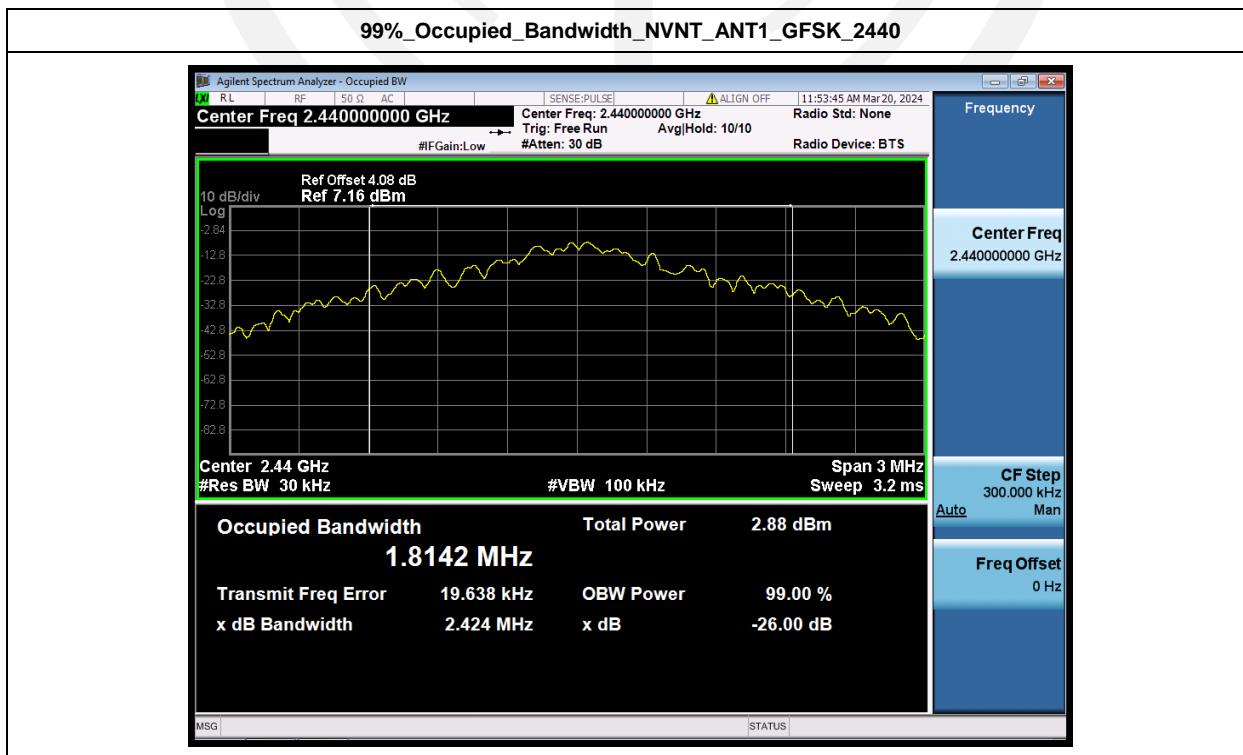 99%_Occupied_Bandwidth_NVNT_ANT1_GFSK_2440
Agilent Spectrum Analyzer - Occupied BW
LXI RL RF 50 Ω AC SENSE:PULSE ALIGN OFF 11:53:45 AM Mar 20, 2024
Center Freq 2.440000000 GHz Center Freq: 2.440000000 GHz Radio Std: None
Trig: Free Run Avg|Hold: 10/10
#IFGain:Low #Atten: 30 dB Radio Device: BTS
Ref Offset 4.08 dB
10 dB/div Ref 7.16 dBm
Log
-2.84
-12.8
-22.8
-32.8
-42.8
-52.8
-62.8
-72.8
-82.8
Center 2.44 GHz Span 3 MHz
#Res BW 30 kHz #VBW 100 kHz Sweep 3.2 ms
Occupied Bandwidth Total Power 2.88 dBm
1.8142 MHz
Transmit Freq Error 19.638 kHz OBW Power 99.00 %
x dB Bandwidth 2.424 MHz x dB -26.00 dB
MSG STATUS
Frequency
Center Freq
2.440000000 GHz
CF Step
300.000 kHz
Auto Man
Freq Offset
0 Hz